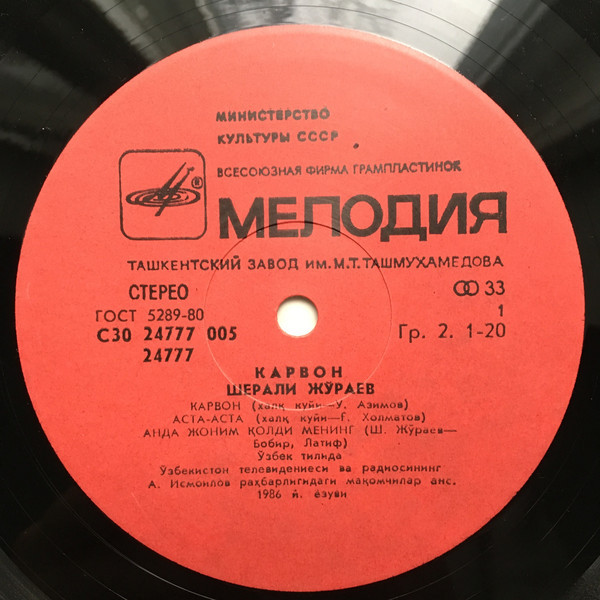 МИНИСТЕРСТВО
КУЛЬТУРЫ СССР
ВСЕСОЮЗНАЯ ФИРМА ГРАМПЛАСТИНОК
®
МЕЛОДИЯ
ТАШКЕНТСКИЙ ЗАВОД ИМ. М. Т. ТАШМУХАМЕДОВА
СТЕРЕО 33
ГОСТ 5289-80 1
С30 24777 005 Гр. 2. 1-20
24777
КАРВОН
ШЕРАЛИ ЖЎРАЕВ
КАРВОН (халқ куйи—У. Азимов)
АСТА-АСТА (халқ куйи—Ғ. Холматов)
АНДА ЖОНИМ ҚОЛДИ МЕНИНГ (Ш. Жўраев—
Бобир, Латиф)
Ўзбек тилида
Ўзбекистон телевидениеси ва радиосининг
А. Исмоилов раҳбарлигидаги мақомчилар анс.
1986 й. ёзуви